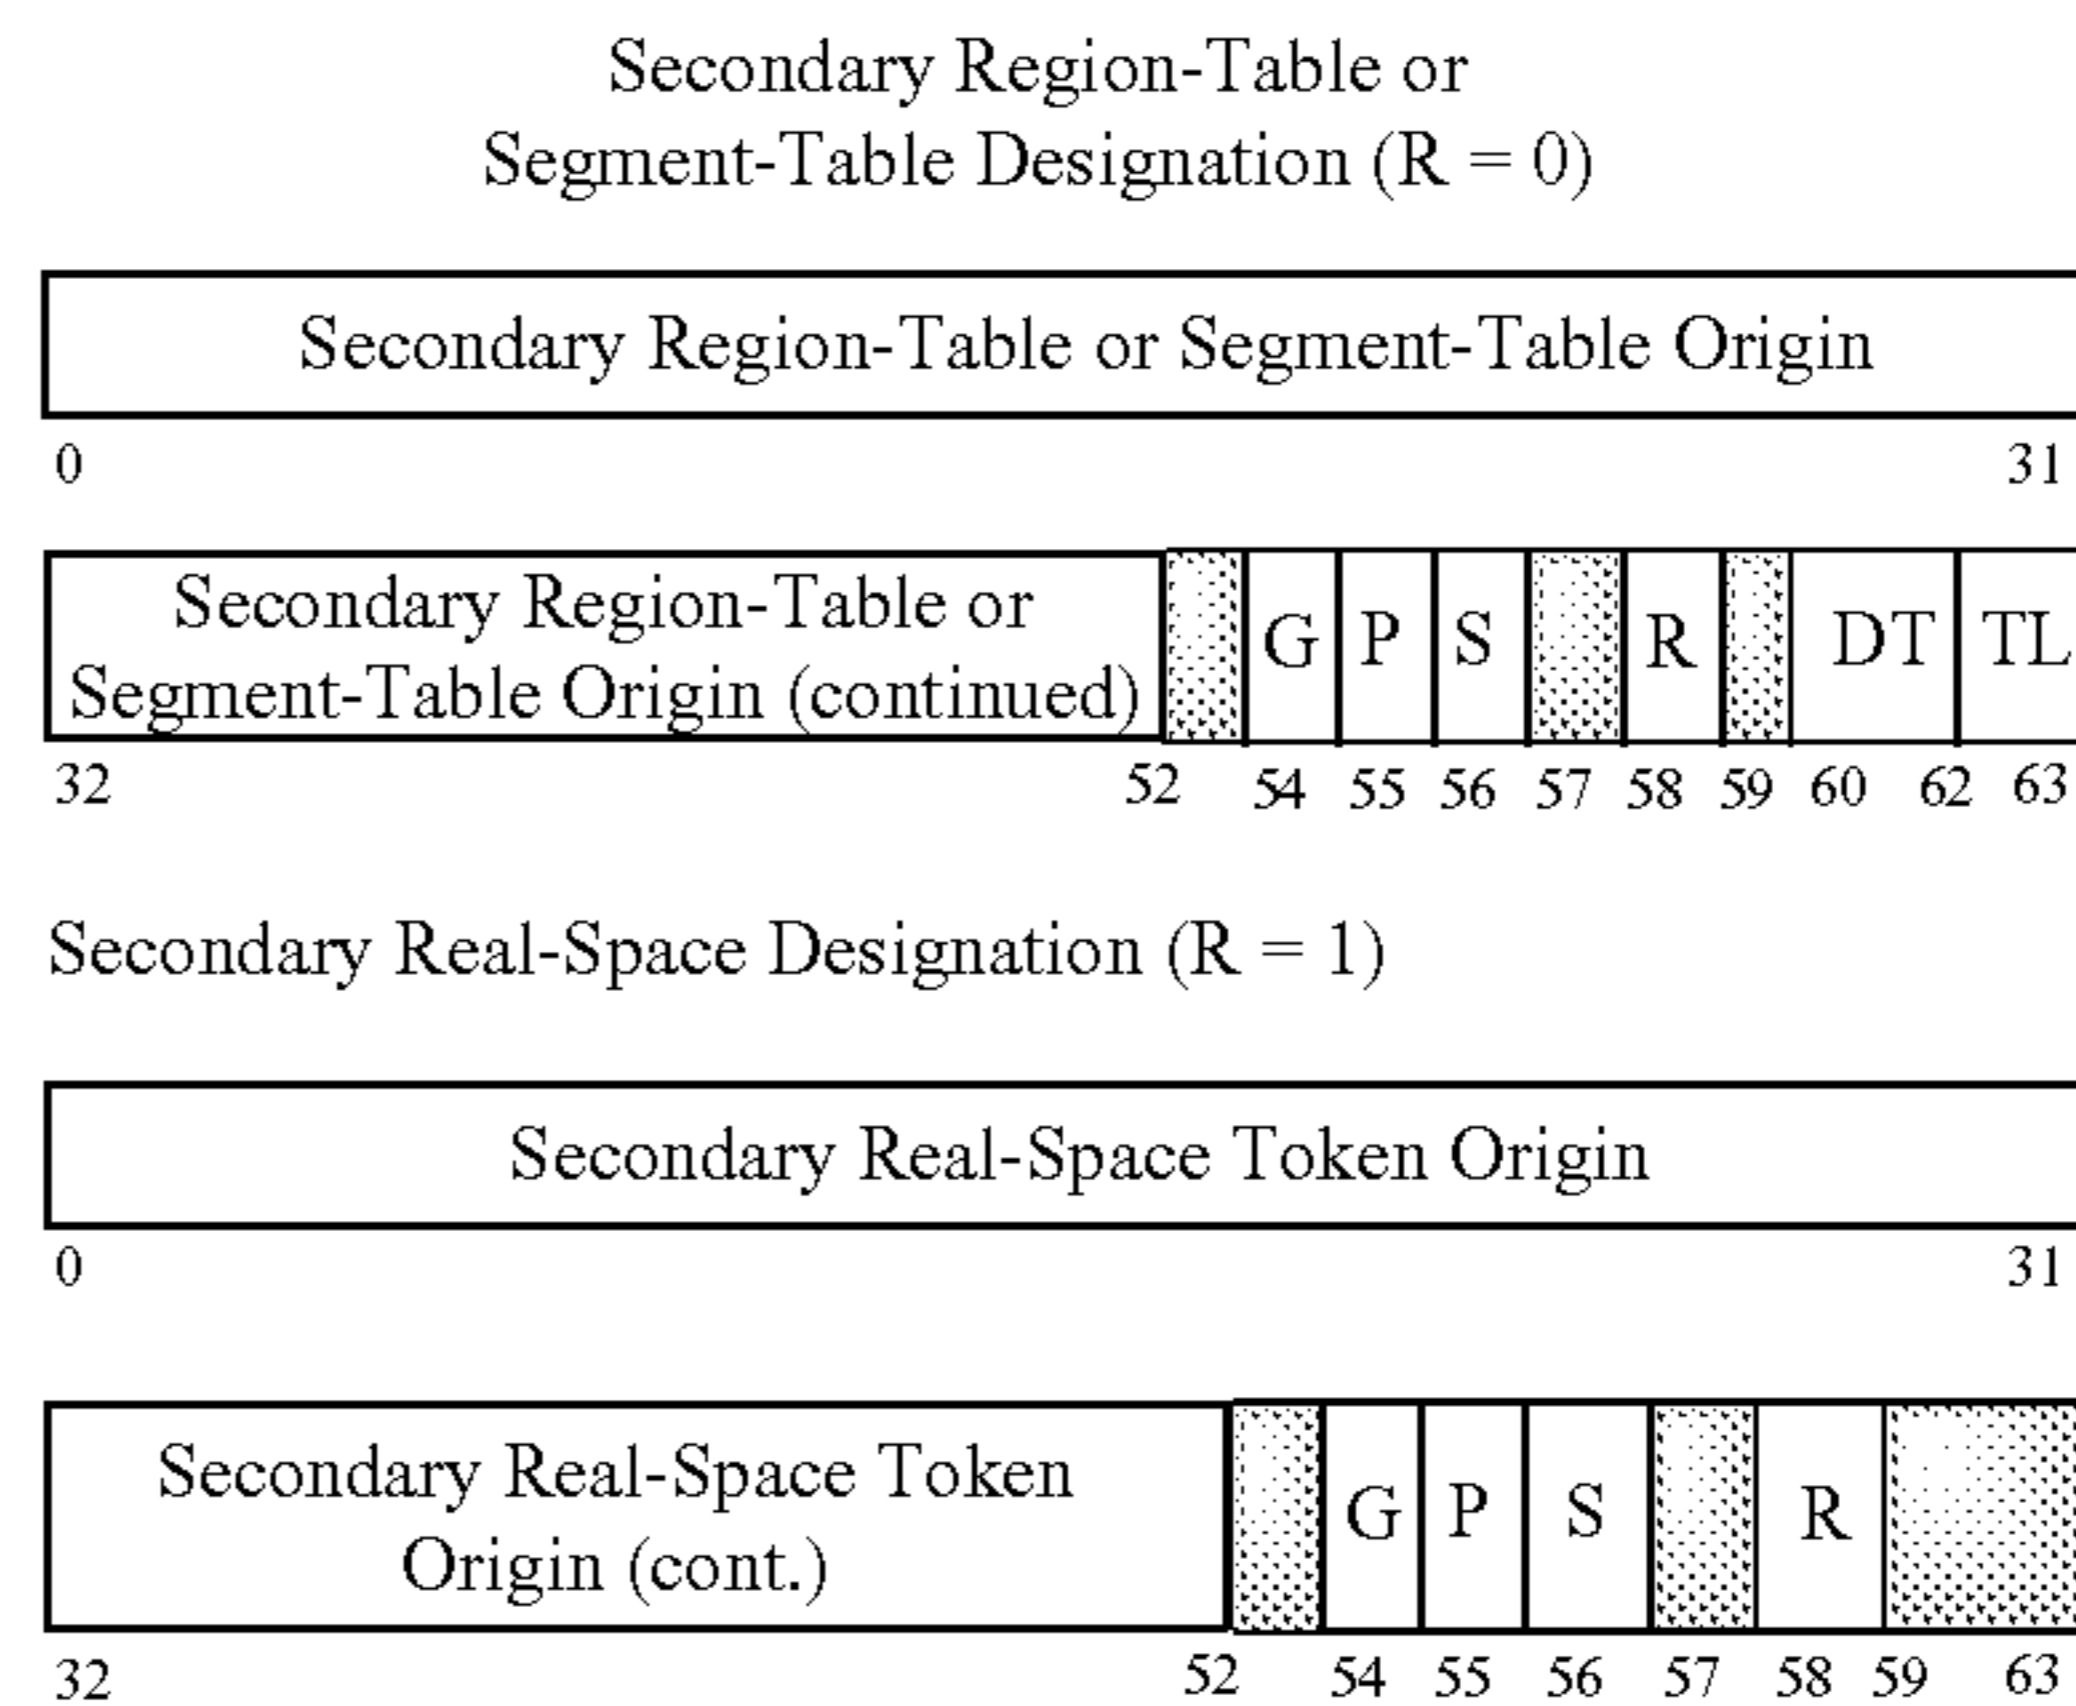 Secondary Region-Table or
Segment-Table Designation (R = 0)
Secondary Region-Table or Segment-Table Origin
0 31
Secondary Region-Table or
Segment-Table Origin (continued)
G P S R DT TL
32 52 54 55 56 57 58 59 60 62 63
Secondary Real-Space Designation (R = 1)
Secondary Real-Space Token Origin
0 31
Secondary Real-Space Token
Origin (cont.)
G P S R
32 52 54 55 56 57 58 59 63